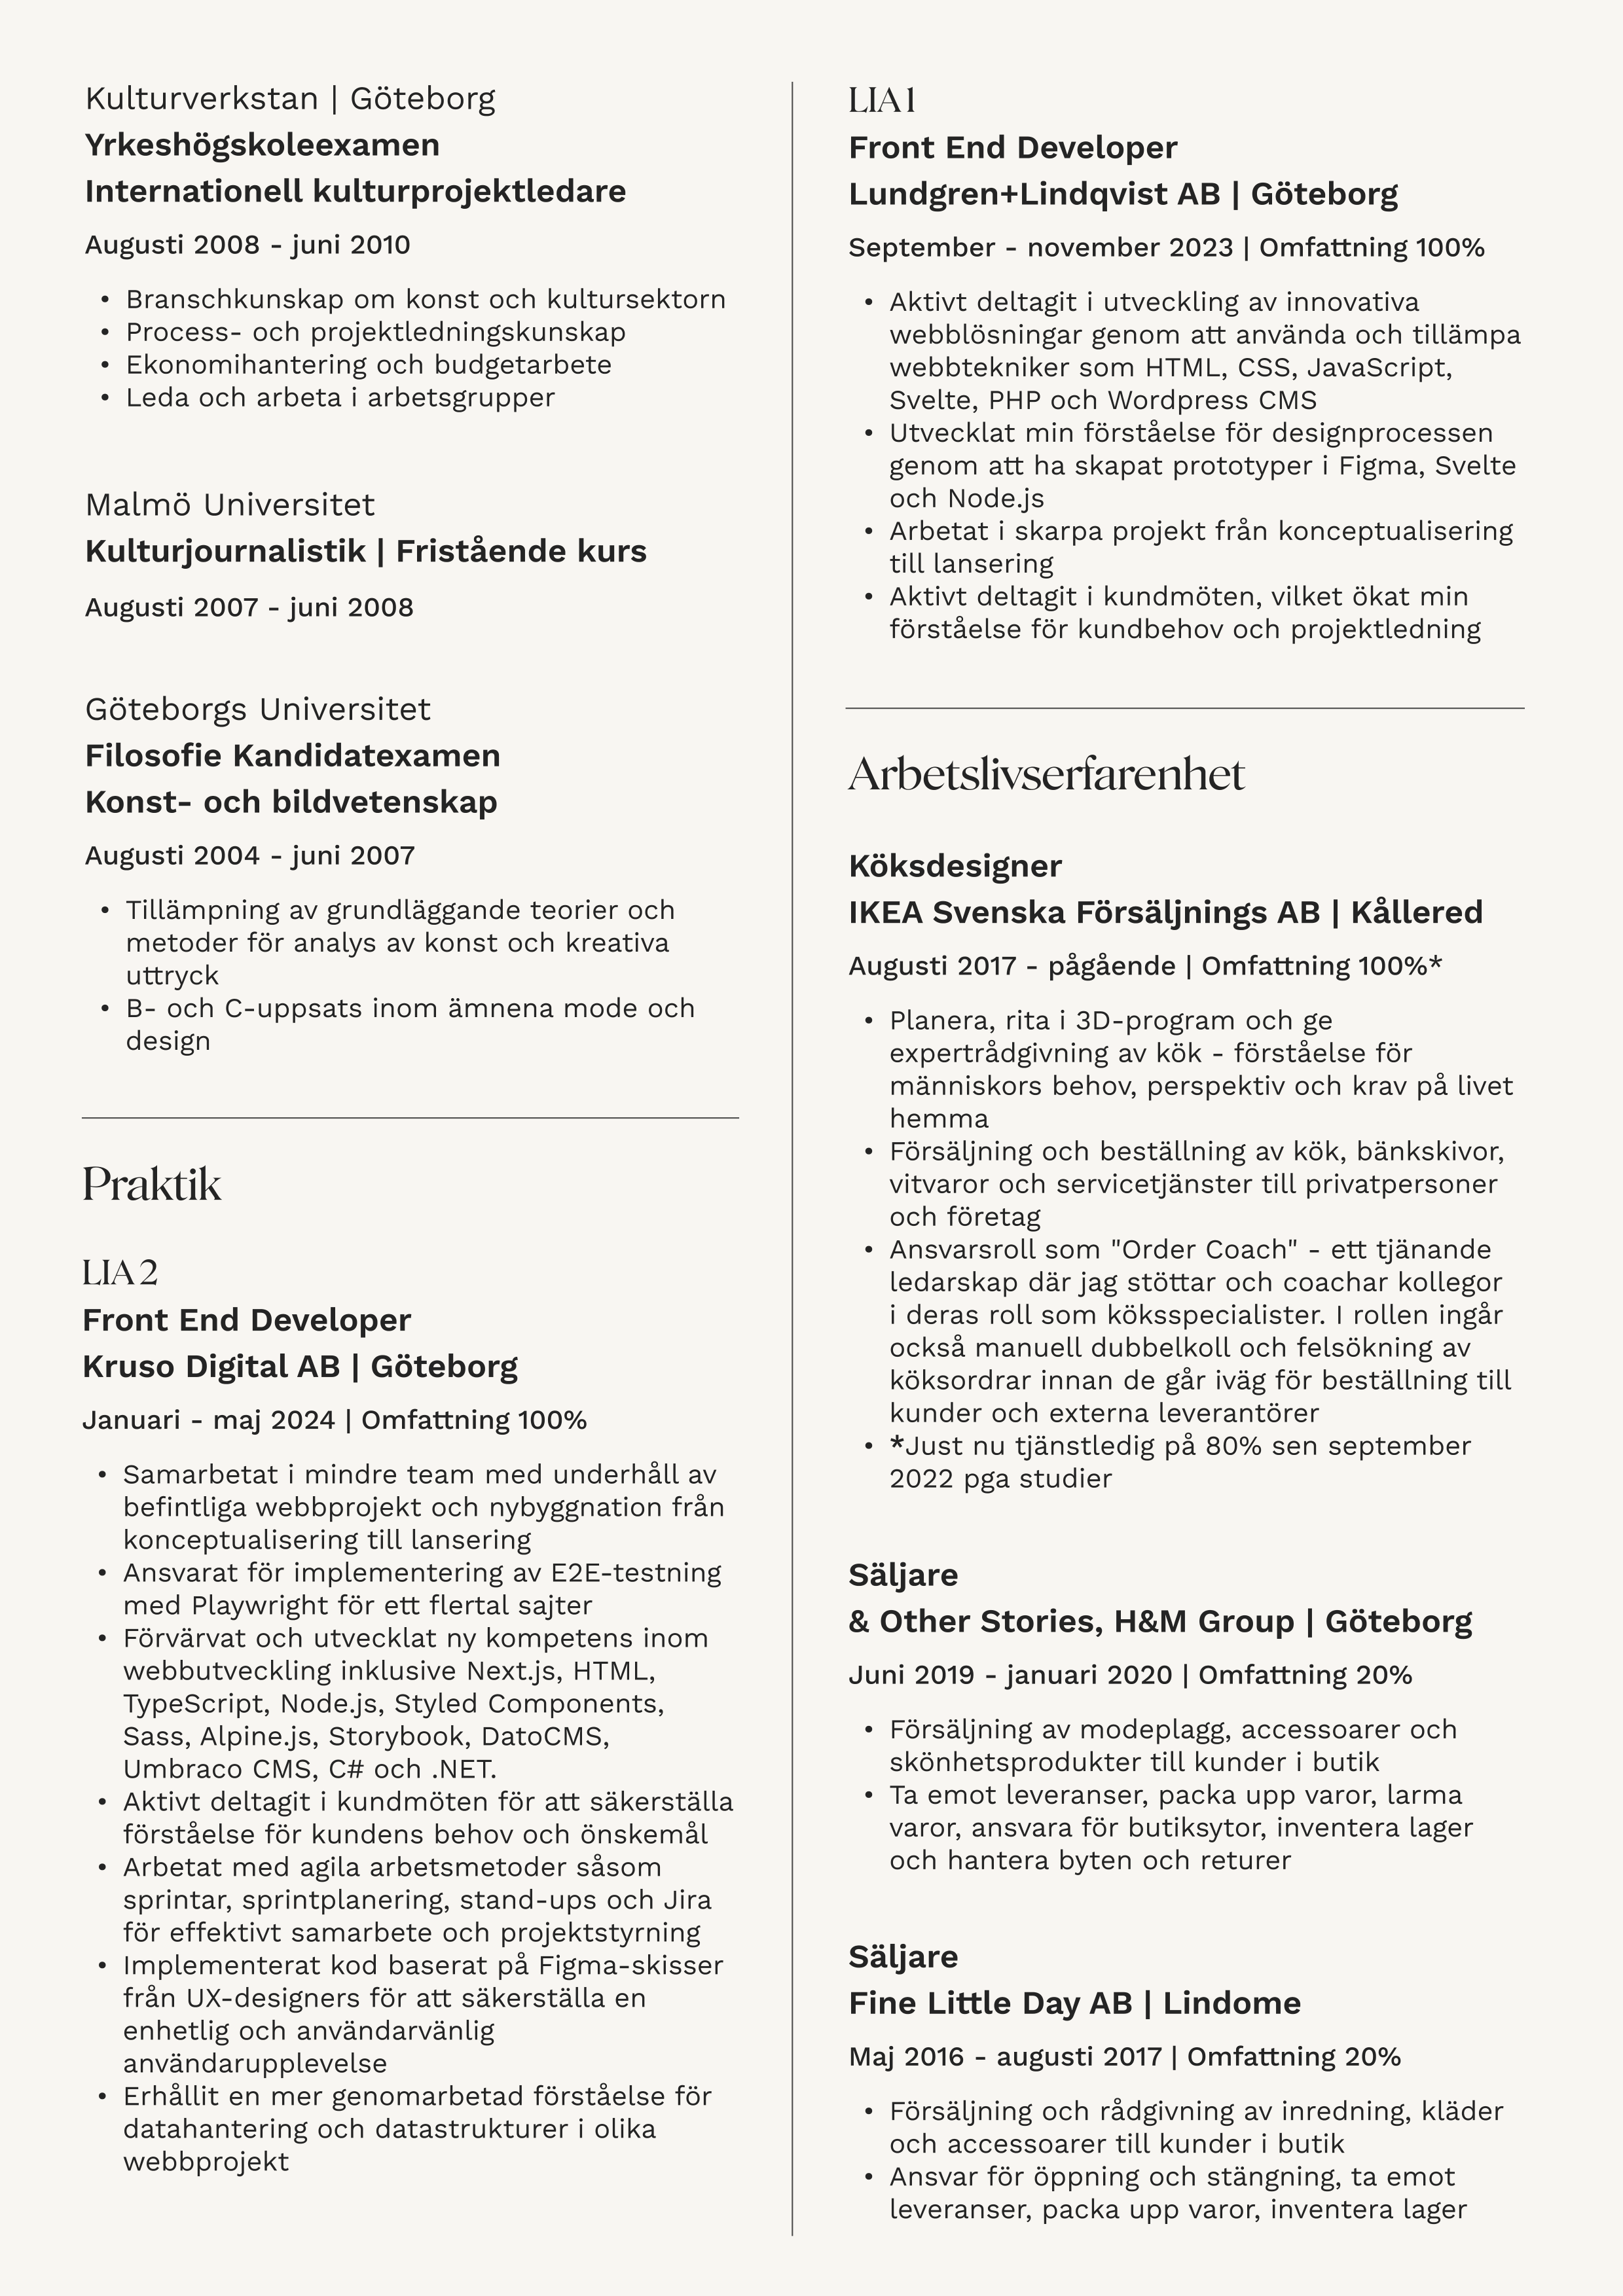 Kulturverkstan | Göteborg
Yrkeshögskoleexamen
Internationell kulturprojektledare
Augusti 2008 - juni 2010
• Branschkunskap om konst och kultursektorn
• Process- och projektledningskunskap
• Ekonomihantering och budgetarbete
• Leda och arbeta i arbetsgrupper
Malmö Universitet
Kulturjournalistik | Fristående kurs
Augusti 2007 - juni 2008
Göteborgs Universitet
Filosofie Kandidatexamen
Konst- och bildvetenskap
Augusti 2004 - juni 2007
• Tillämpning av grundläggande teorier och
metoder för analys av konst och kreativa
uttryck
• B- och C-uppsats inom ämnena mode och
design
Praktik
LIA 2
Front End Developer
Kruso Digital AB | Göteborg
Januari - maj 2024 | Omfattning 100%
• Samarbetat i mindre team med underhåll av
befintliga webbprojekt och nybyggnation från
konceptualisering till lansering
• Ansvarat för implementering av E2E-testning
med Playwright för ett flertal sajter
• Förvärvat och utvecklat ny kompetens inom
webbutveckling inklusive Next.js, HTML,
TypeScript, Node.js, Styled Components,
Sass, Alpine.js, Storybook, DatoCMS,
Umbraco CMS, C# och .NET.
• Aktivt deltagit i kundmöten för att säkerställa
förståelse för kundens behov och önskemål
• Arbetat med agila arbetsmetoder såsom
sprintar, sprintplanering, stand-ups och Jira
för effektivt samarbete och projektstyrning
• Implementerat kod baserat på Figma-skisser
från UX-designers för att säkerställa en
enhetlig och användarvänlig
användarupplevelse
• Erhållit en mer genomarbetad förståelse för
datahantering och datastrukturer i olika
webbprojekt
LIA 1
Front End Developer
Lundgren+Lindqvist AB | Göteborg
September - november 2023 | Omfattning 100%
• Aktivt deltagit i utveckling av innovativa
webblösningar genom att använda och tillämpa
webbtekniker som HTML, CSS, JavaScript,
Svelte, PHP och Wordpress CMS
• Utvecklat min förståelse för designprocessen
genom att ha skapat prototyper i Figma, Svelte
och Node.js
• Arbetat i skarpa projekt från konceptualisering
till lansering
• Aktivt deltagit i kundmöten, vilket ökat min
förståelse för kundbehov och projektledning
Arbetslivserfarenhet
Köksdesigner
IKEA Svenska Försäljnings AB | Kållered
Augusti 2017 - pågående | Omfattning 100%*
• Planera, rita i 3D-program och ge
expertrådgivning av kök - förståelse för
människors behov, perspektiv och krav på livet
hemma
• Försäljning och beställning av kök, bänkskivor,
vitvaror och servicetjänster till privatpersoner
och företag
• Ansvarsroll som "Order Coach" - ett tjänande
ledarskap där jag stöttar och coachar kollegor
i deras roll som köksspecialister. I rollen ingår
också manuell dubbelkoll och felsökning av
köksordrar innan de går iväg för beställning till
kunder och externa leverantörer
• *Just nu tjänstledig på 80% sen september
2022 pga studier
Säljare
& Other Stories, H&M Group | Göteborg
Juni 2019 - januari 2020 | Omfattning 20%
• Försäljning av modeplagg, accessoarer och
skönhetsprodukter till kunder i butik
• Ta emot leveranser, packa upp varor, larma
varor, ansvara för butiksytor, inventera lager
och hantera byten och returer
Säljare
Fine Little Day AB | Lindome
Maj 2016 - augusti 2017 | Omfattning 20%
• Försäljning och rådgivning av inredning, kläder
och accessoarer till kunder i butik
• Ansvar för öppning och stängning, ta emot
leveranser, packa upp varor, inventera lager